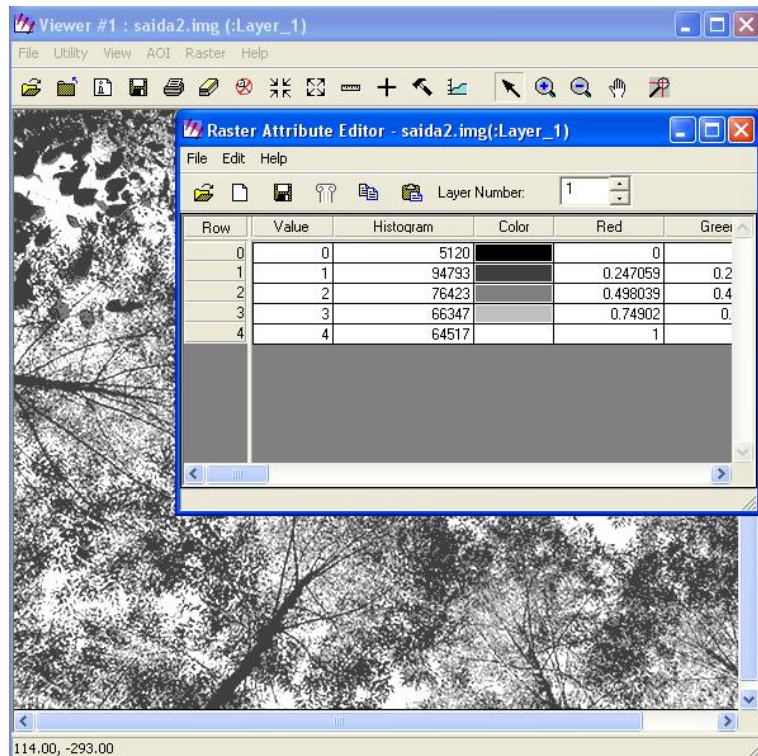 Viewer #1 : saida2.img (:Layer_1)
File Utility View AOI Raster Help
Raster Attribute Editor - saida2.img(:Layer_1)
File Edit Help
Layer Number: 1
Row Value Histogram Color Red Green
0 0 5120 0
1 1 94793 0.247059 0.2
2 2 76423 0.498039 0.4
3 3 66347 0.74902 0.
4 4 64517 1
114.00, -293.00